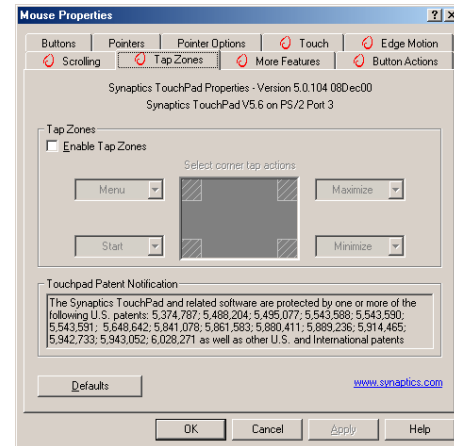 Mouse Properties
Buttons Pointers Pointer Options Touch Edge Motion
Scrolling Tap Zones More Features Button Actions
Synaptics TouchPad Properties - Version 5.0.104 08Dec00
Synaptics TouchPad V5.6 on PS/2 Port 3
Tap Zones
Enable Tap Zones
Select corner tap actions
Menu Maximize
Start Minimize
Touchpad Patent Notification
The Synaptics TouchPad and related software are protected by one or more of the
following U.S. patents: 5,374,787; 5,488,204; 5,495,077; 5,543,588; 5,543,590;
5,543,591; 5,648,642; 5,841,078; 5,861,583; 5,880,411; 5,889,236; 5,914,465;
5,942,733; 5,943,052; 6,028,271 as well as other U.S. and International patents
Defaults www.synaptics.com
OK Cancel Apply Help